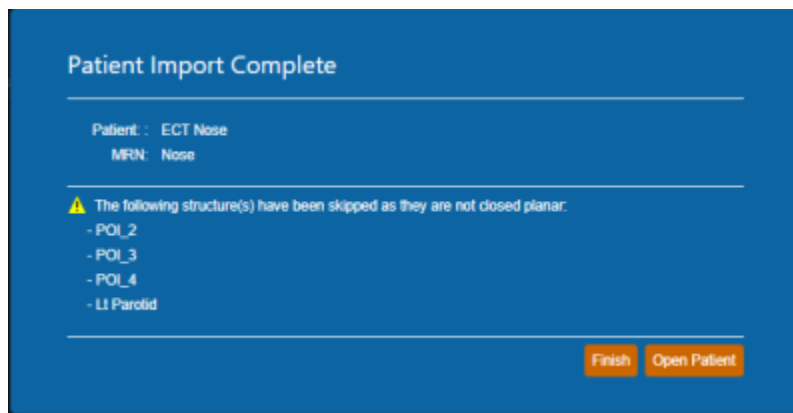 Patient Import Complete
Patient: : ECT Nose
MRN: Nose
The following structure(s) have been skipped as they are not closed planar:
- POI_2
- POI_3
- POI_4
- Lt Parotid
Finish Open Patient